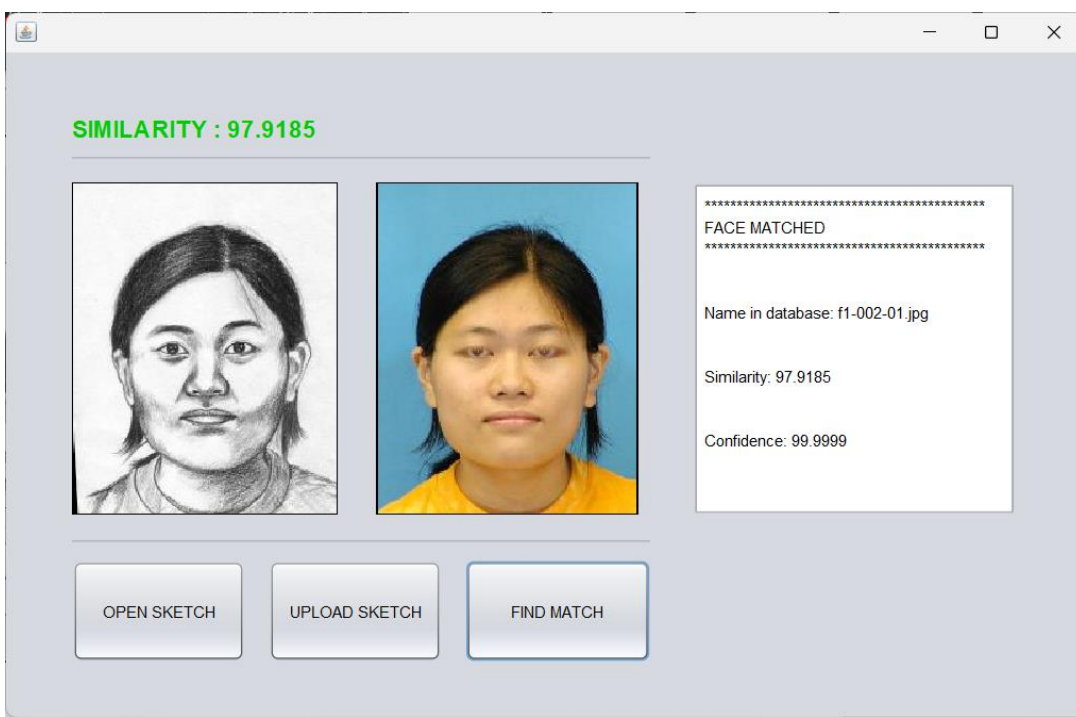 SIMILARITY : 97.9185
********************************************
FACE MATCHED
********************************************
Name in database: f1-002-01.jpg
Similarity: 97.9185
Confidence: 99.9999
OPEN SKETCH
UPLOAD SKETCH
FIND MATCH